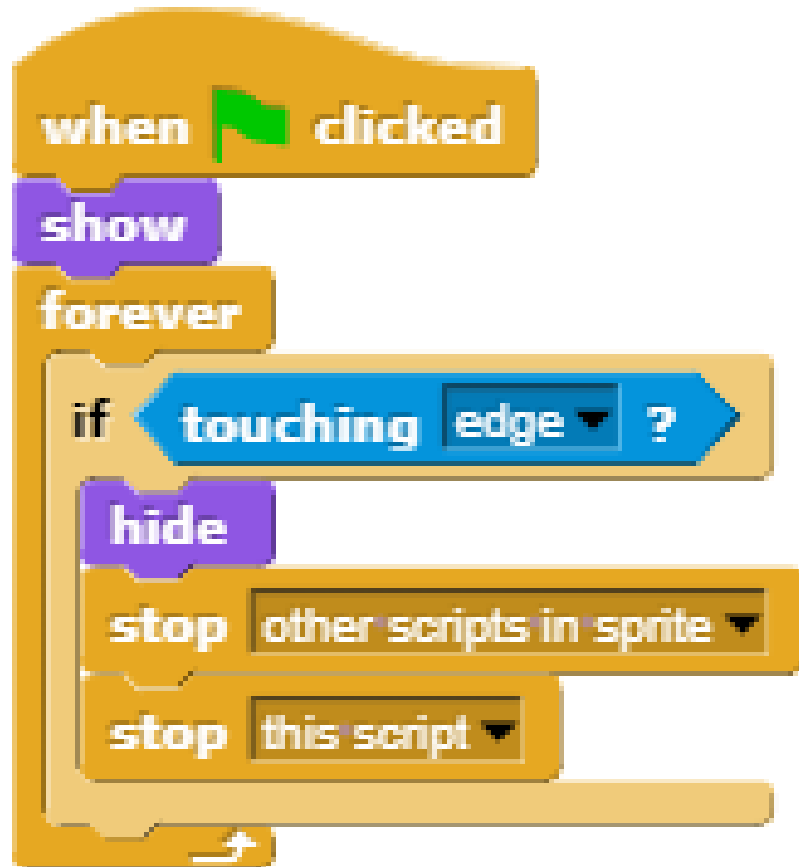 when clicked
show
forever
if touching edge ?
hide
stop other scripts in sprite
stop this script